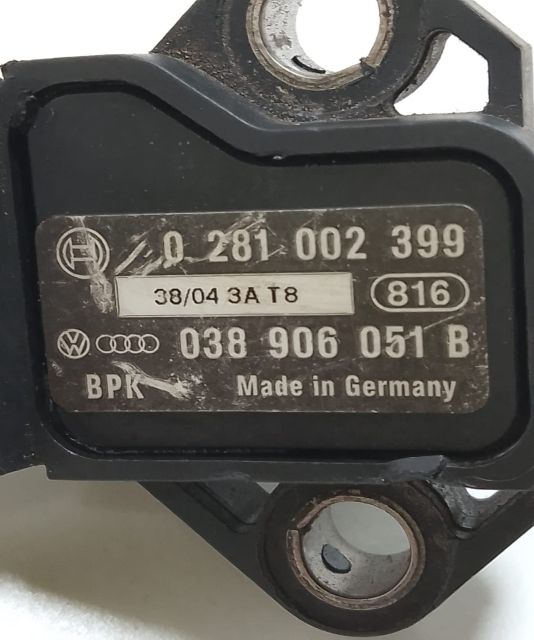 0 281 002 399
38/04 3A T8 816
038 906 051 B
BPK Made in Germany